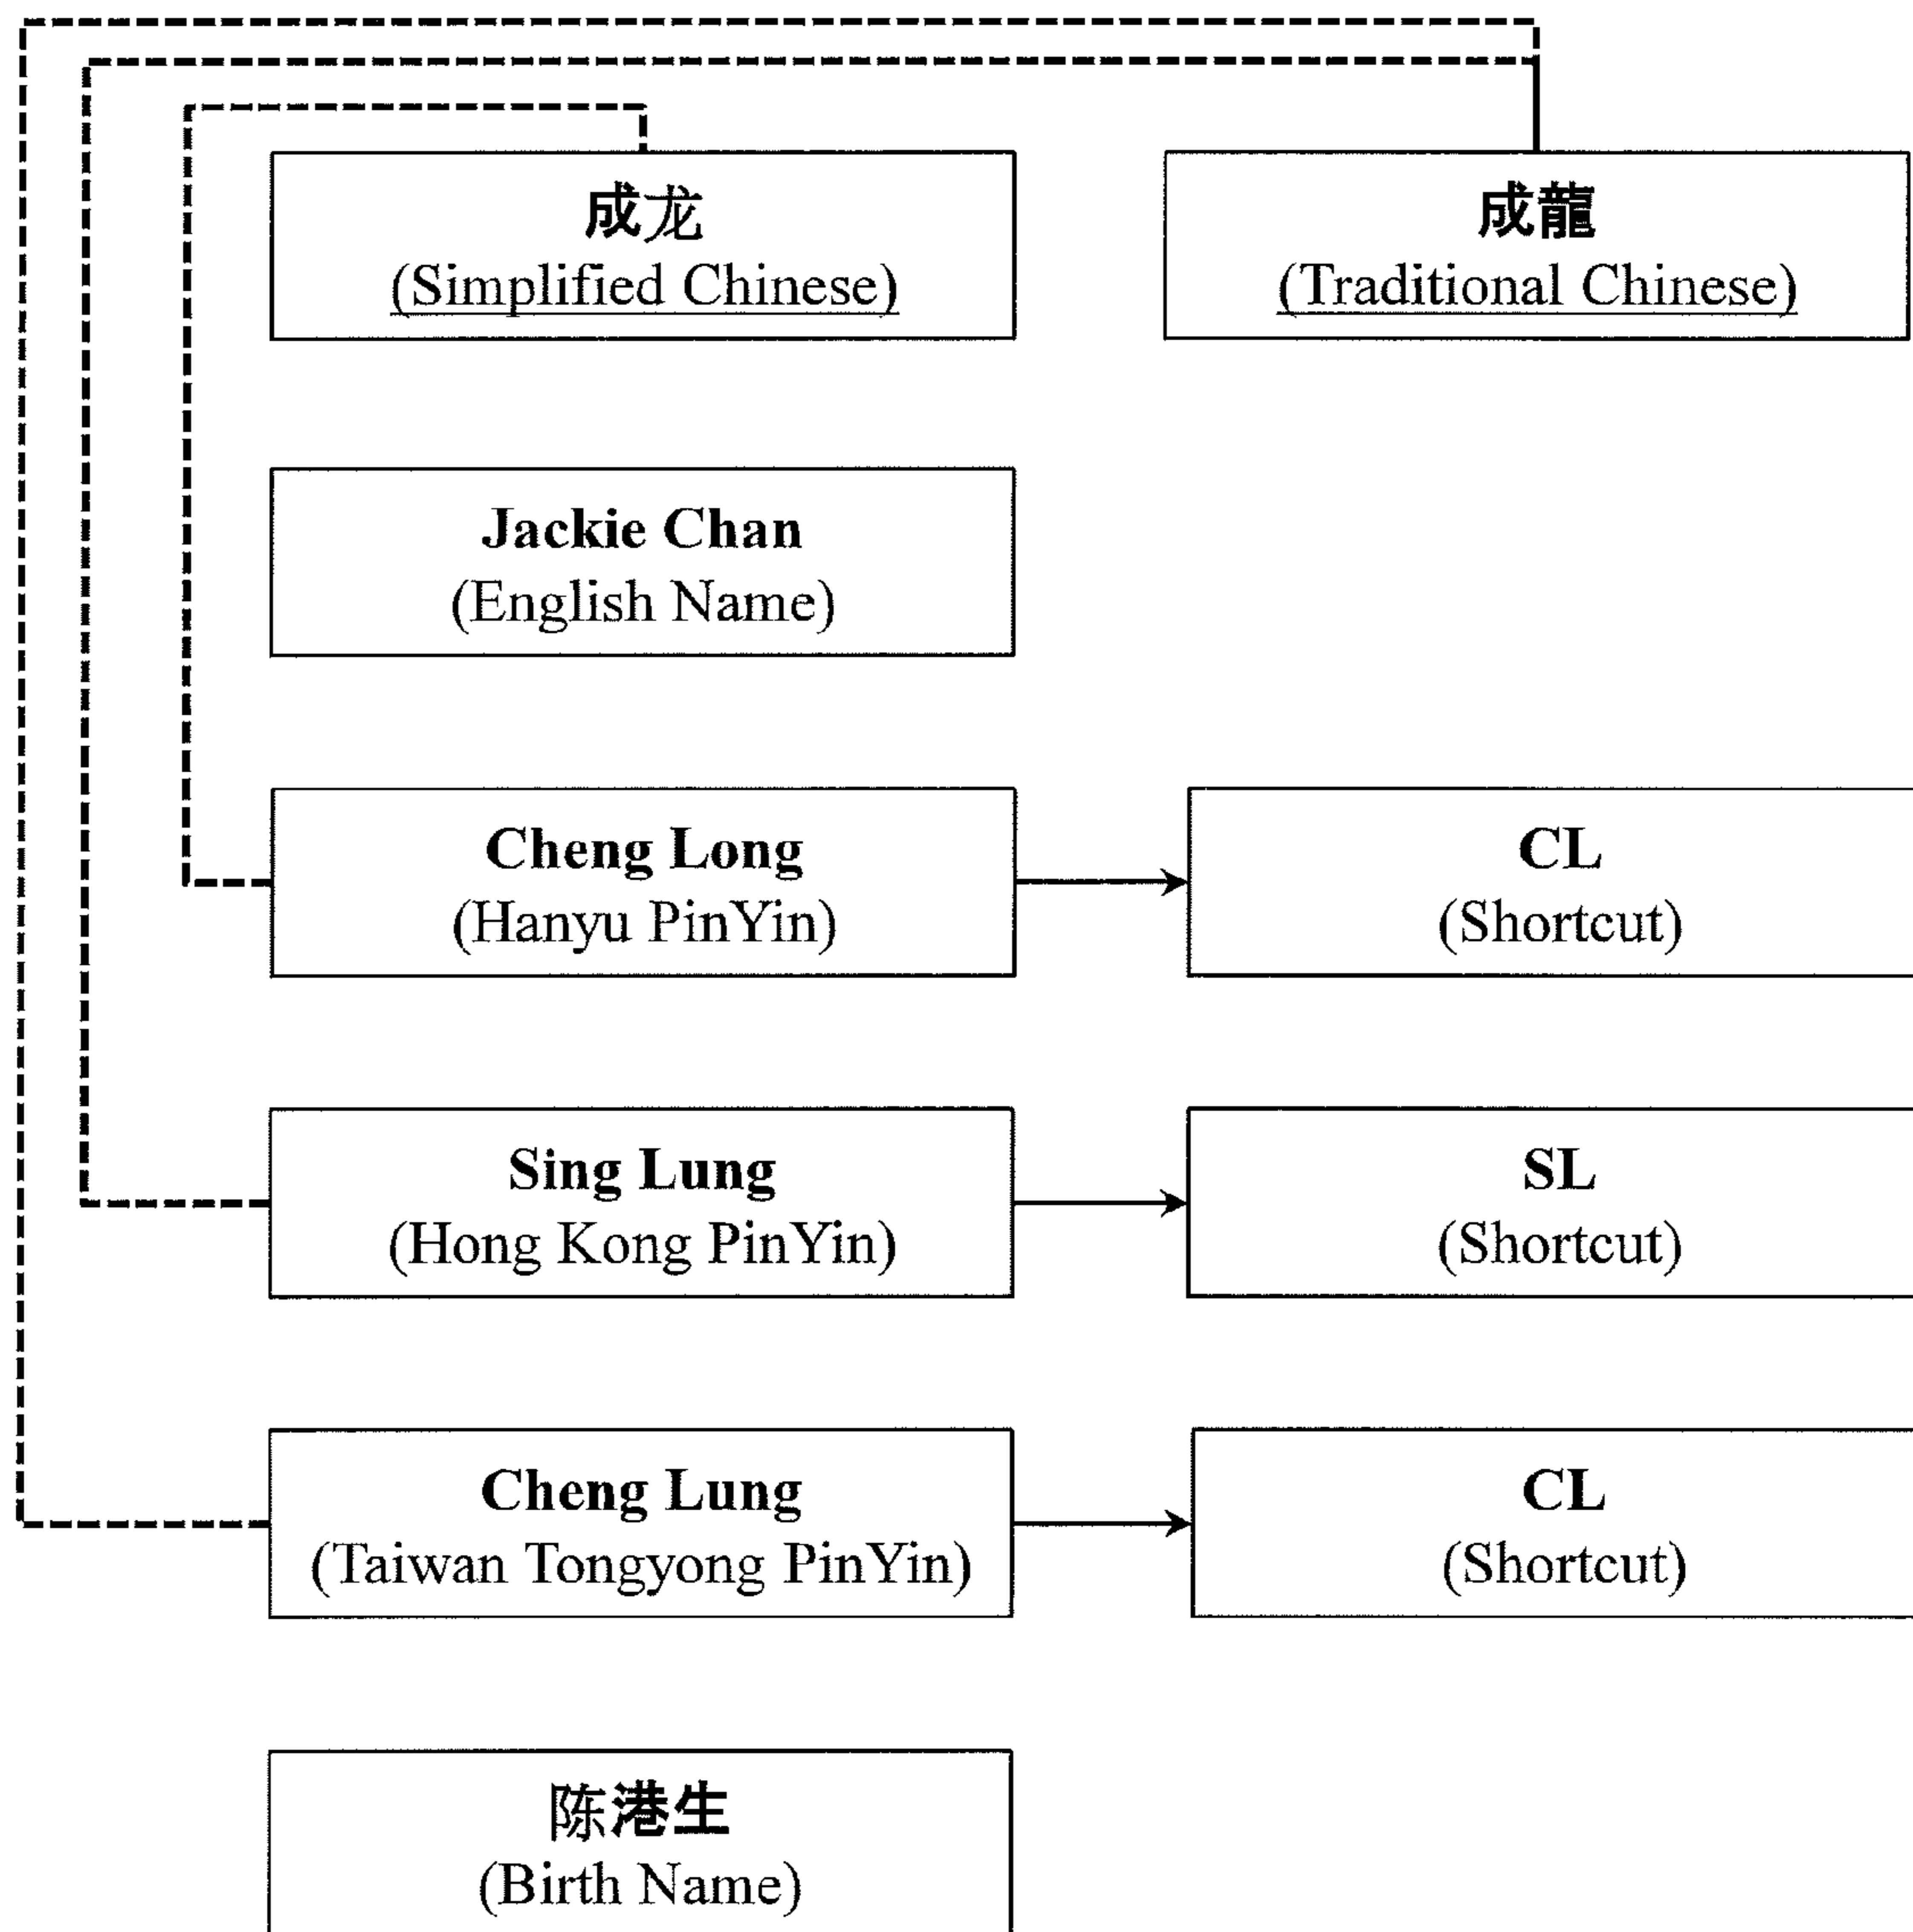 成龙
(Simplified Chinese)
成龍
(Traditional Chinese)
Jackie Chan
(English Name)
Cheng Long
(Hanyu PinYin)
CL
(Shortcut)
Sing Lung
(Hong Kong PinYin)
SL
(Shortcut)
Cheng Lung
(Taiwan Tongyong PinYin)
CL
(Shortcut)
陈港生
(Birth Name)